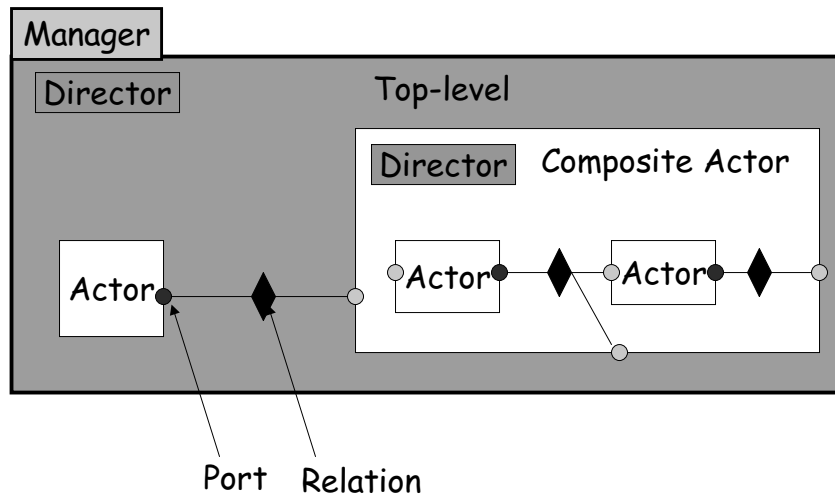 Manager
Director
Top-level
Director
Composite Actor
Actor
Actor
Actor
Port
Relation